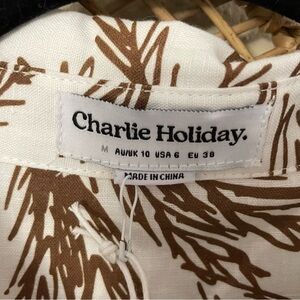 Charlie Holiday.
M AU/UK 10 USA 6 EU 38
MADE IN CHINA